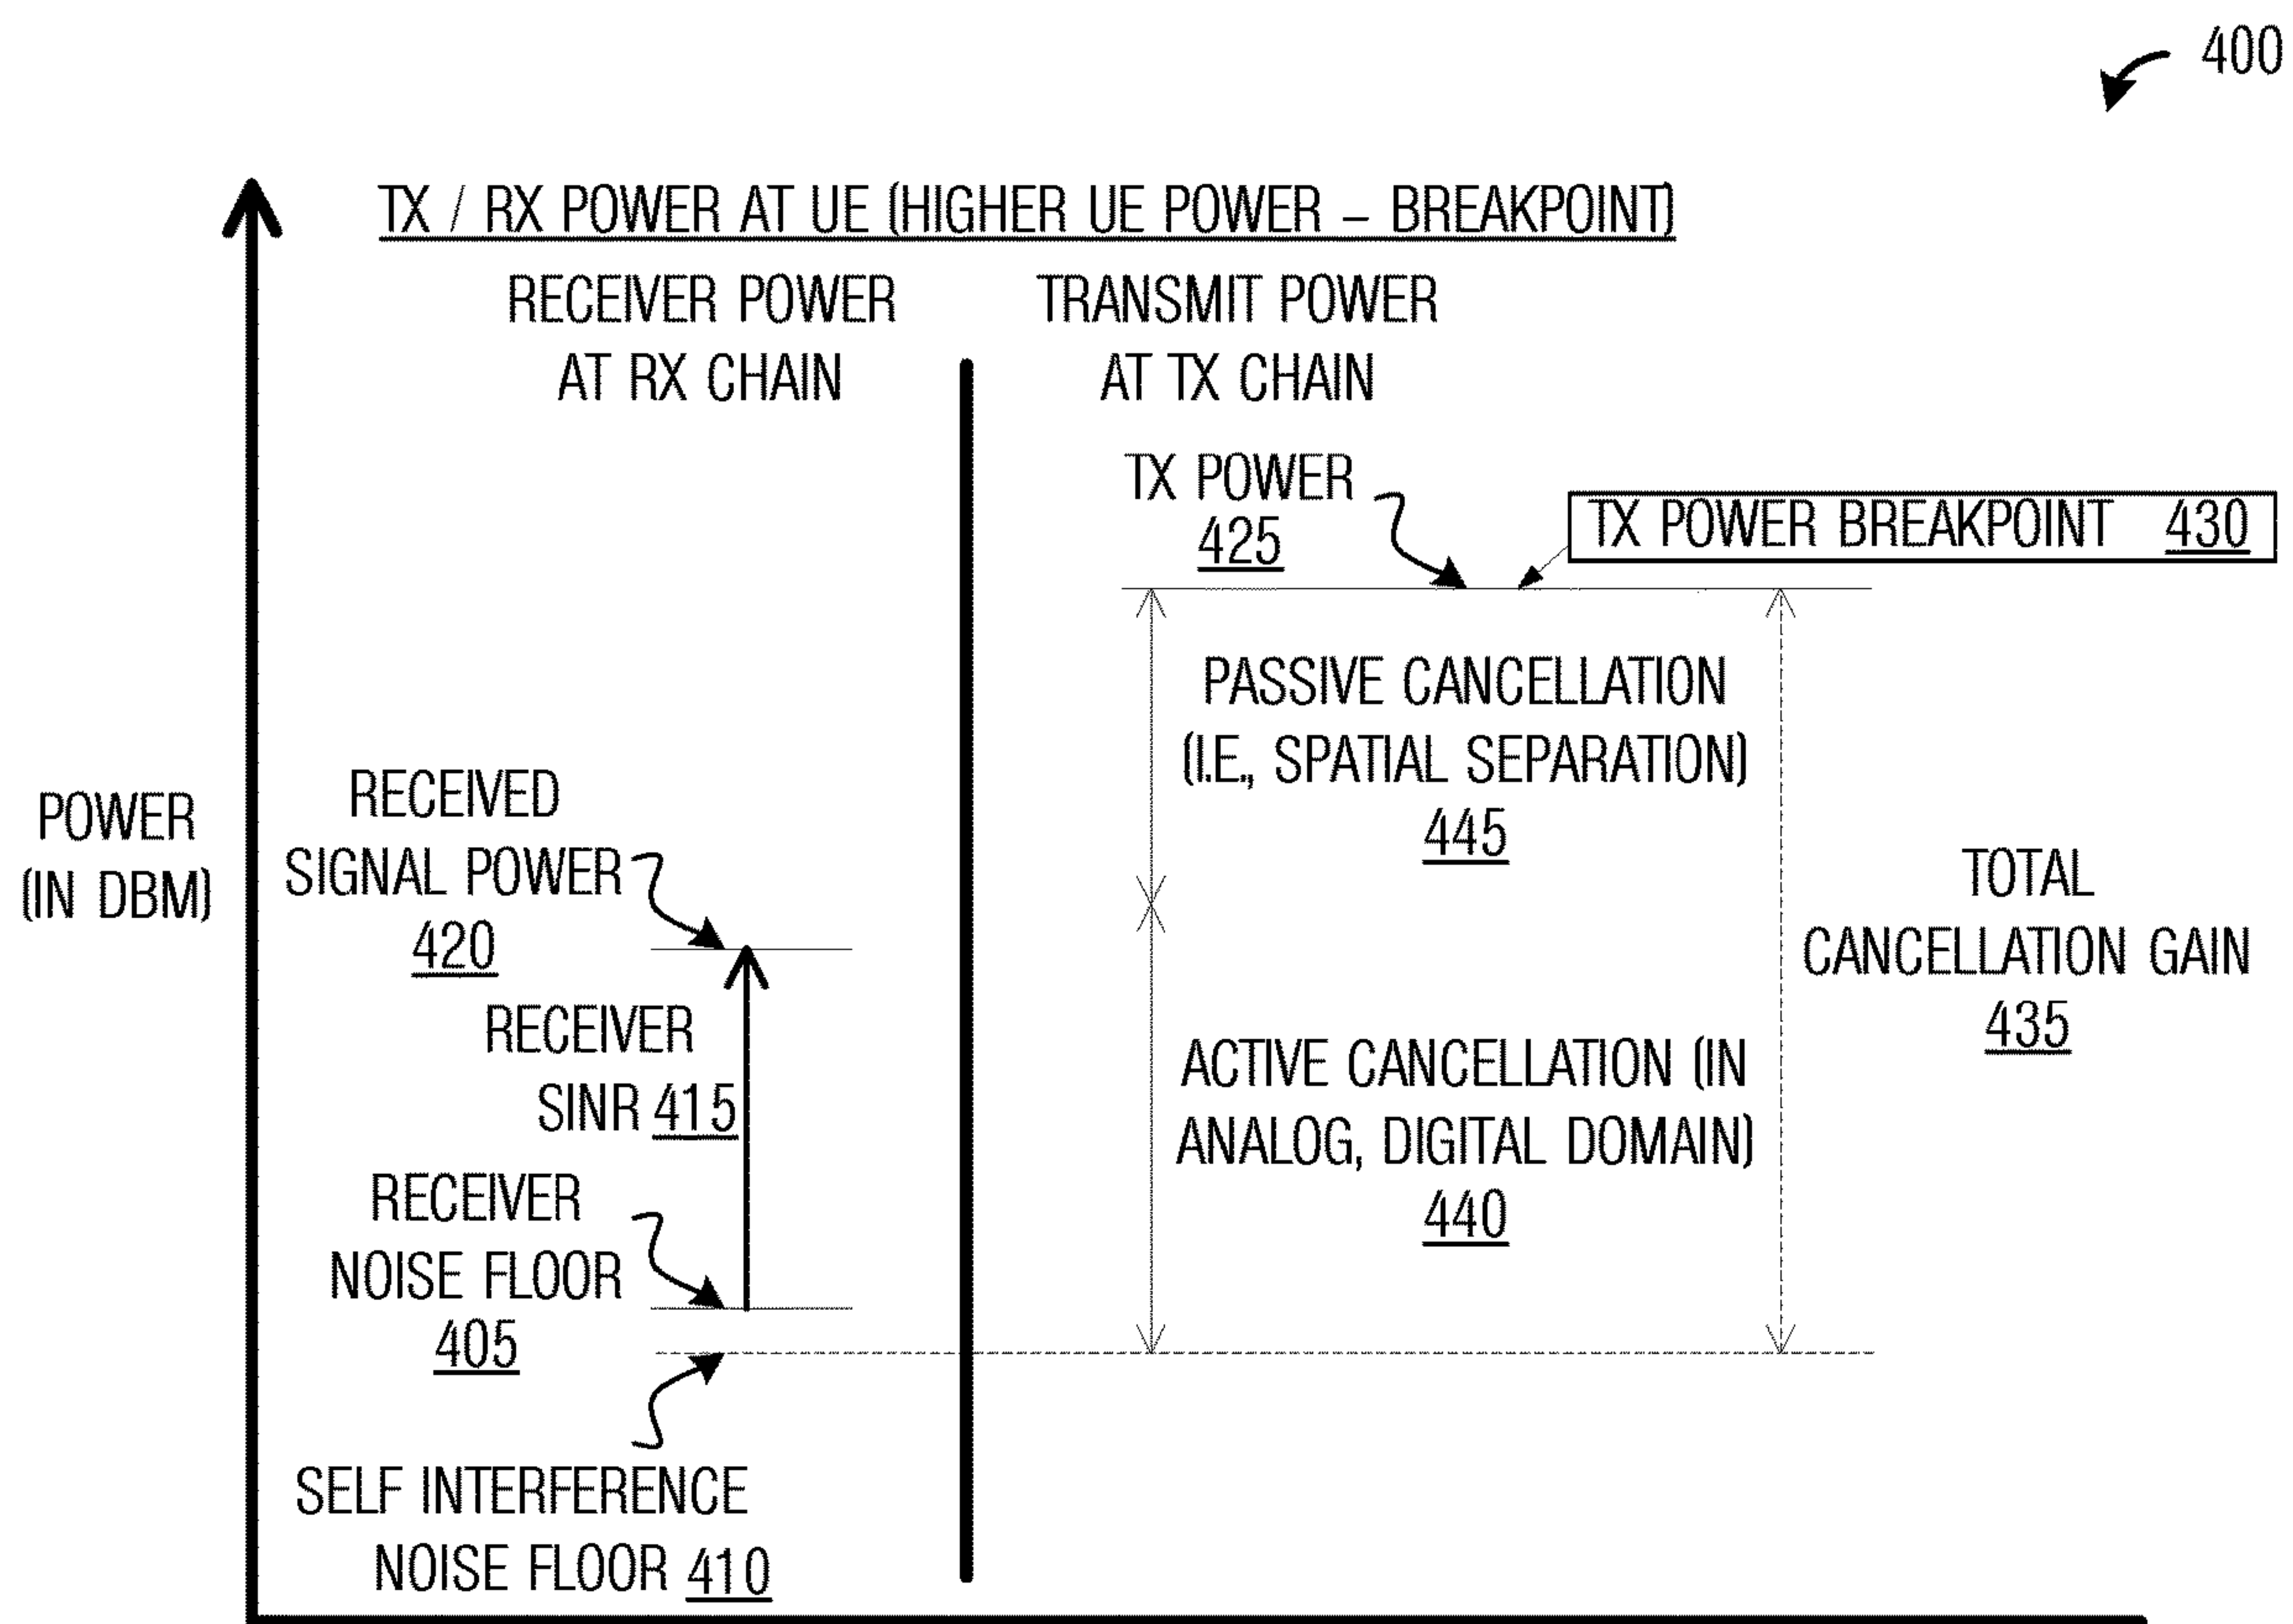 400
TX / RX POWER AT UE (HIGHER UE POWER – BREAKPOINT)
RECEIVER POWER
AT RX CHAIN
TRANSMIT POWER
AT TX CHAIN
TX POWER
425
TX POWER BREAKPOINT 430
PASSIVE CANCELLATION
(I.E., SPATIAL SEPARATION)
445
POWER
(IN DBM)
RECEIVED
SIGNAL POWER
420
TOTAL
CANCELLATION GAIN
435
RECEIVER
SINR 415
ACTIVE CANCELLATION (IN
ANALOG, DIGITAL DOMAIN)
440
RECEIVER
NOISE FLOOR
405
SELF INTERFERENCE
NOISE FLOOR 410